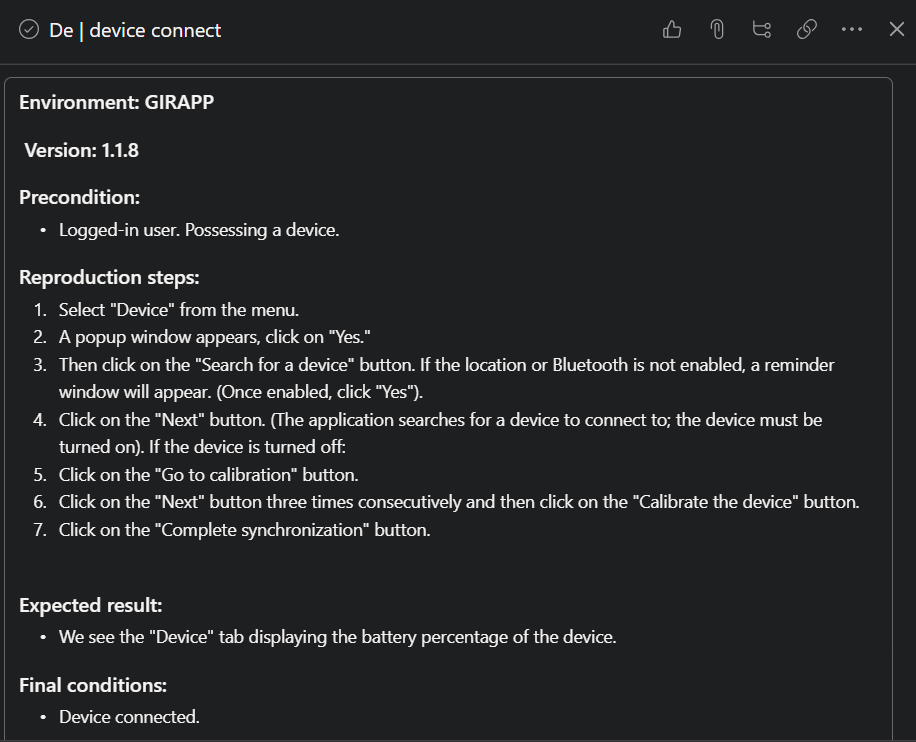 De | device connect
Environment: GIRAPP
Version: 1.1.8
Precondition:
• Logged-in user. Possessing a device.
Reproduction steps:
1. Select "Device" from the menu.
2. A popup window appears, click on "Yes."
3. Then click on the "Search for a device" button. If the location or Bluetooth is not enabled, a reminder
window will appear. (Once enabled, click "Yes").
4. Click on the "Next" button. (The application searches for a device to connect to; the device must be
turned on). If the device is turned off:
5. Click on the "Go to calibration" button.
6. Click on the "Next" button three times consecutively and then click on the "Calibrate the device" button.
7. Click on the "Complete synchronization" button.
Expected result:
• We see the "Device" tab displaying the battery percentage of the device.
Final conditions:
• Device connected.